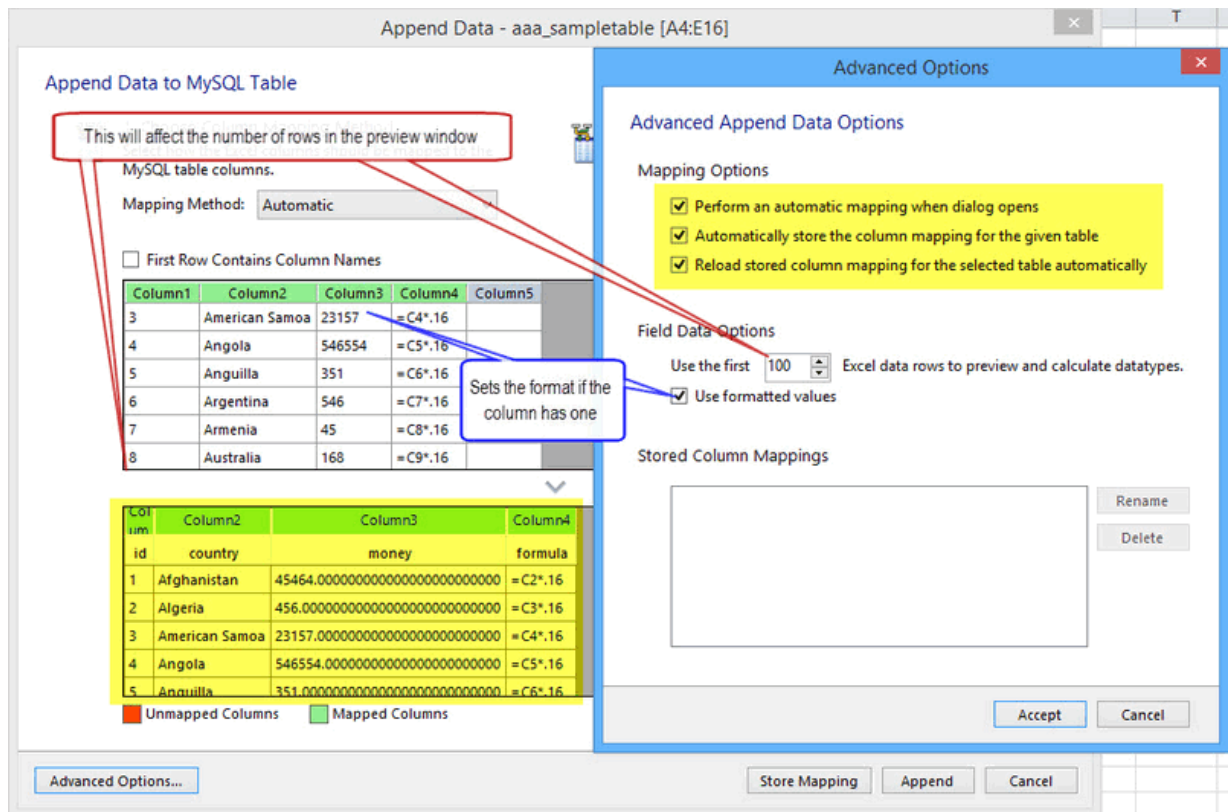 Append Data - aaa_sampletable [A4:E16]
T
Append Data to MySQL Table
This will affect the number of rows in the preview window
MySQL table columns.
Mapping Method: Automatic
First Row Contains Column Names
Column1 Column2 Column3 Column4 Column5
3 American Samoa 23157 =C4*.16
4 Angola 546554 =C5*.16
5 Anguilla 351 =C6*.16
6 Argentina 546 =C7*.16
7 Armenia 45 =C8*.16
8 Australia 168 =C9*.16
Sets the format if the
column has one
Col
um
Column2 Column3 Column4
id country money formula
1 Afghanistan 45464.000000000000000000000000 =C2*.16
2 Algeria 456.000000000000000000000000 =C3*.16
3 American Samoa 23157.000000000000000000000000 =C4*.16
4 Angola 546554.000000000000000000000000 =C5*.16
5 Anguilla 351.000000000000000000000000 =C6*.16
Unmapped Columns Mapped Columns
Advanced Options... Store Mapping Append Cancel
Advanced Options
Advanced Append Data Options
Mapping Options
Perform an automatic mapping when dialog opens
Automatically store the column mapping for the given table
Reload stored column mapping for the selected table automatically
Field Data Options
Use the first 100 Excel data rows to preview and calculate datatypes.
Use formatted values
Stored Column Mappings
Rename
Delete
Accept Cancel